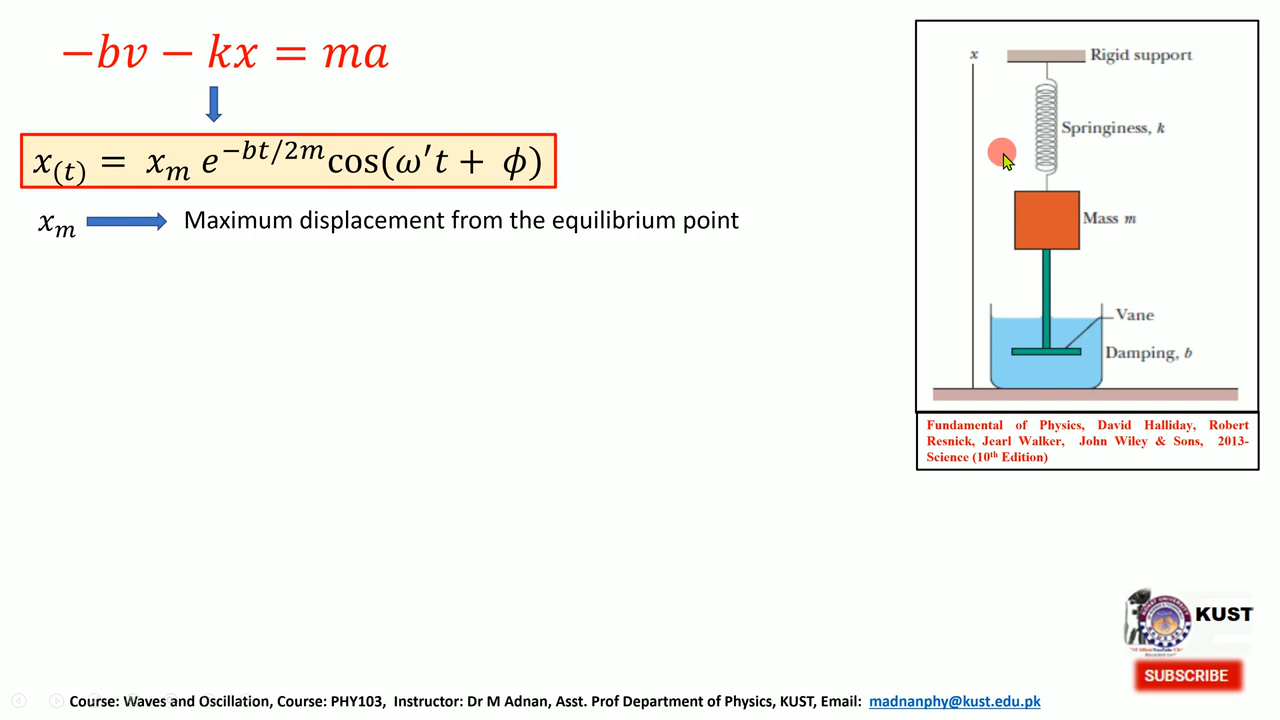 −bv − kx = ma
x(t) = xₘ e^(−bt/2m) cos(ω′t + ϕ)
xₘ Maximum displacement from the equilibrium point
x
Rigid support
Springiness, k
Mass m
Vane
Damping, b
Fundamental of Physics, David Halliday, Robert
Resnick, Jearl Walker, John Wiley & Sons, 2013-
Science (10th Edition)
KUST
SUBSCRIBE
Course: Waves and Oscillation, Course: PHY103, Instructor: Dr M Adnan, Asst. Prof Department of Physics, KUST, Email: madnanphy@kust.edu.pk